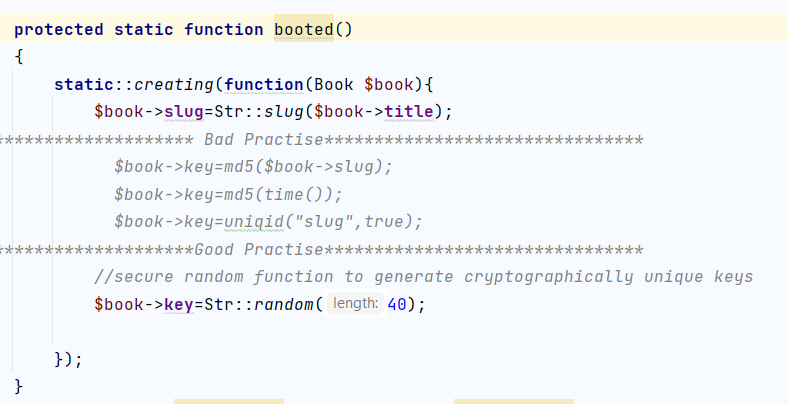 protected static function booted()
{
static::creating(function(Book $book){
$book->slug=Str::slug($book->title);
******************** Bad Practise********************************
$book->key=md5($book->slug);
$book->key=md5(time());
$book->key=uniqid("slug",true);
********************Good Practise********************************
//secure random function to generate cryptographically unique keys
$book->key=Str::random( length: 40);
});
}